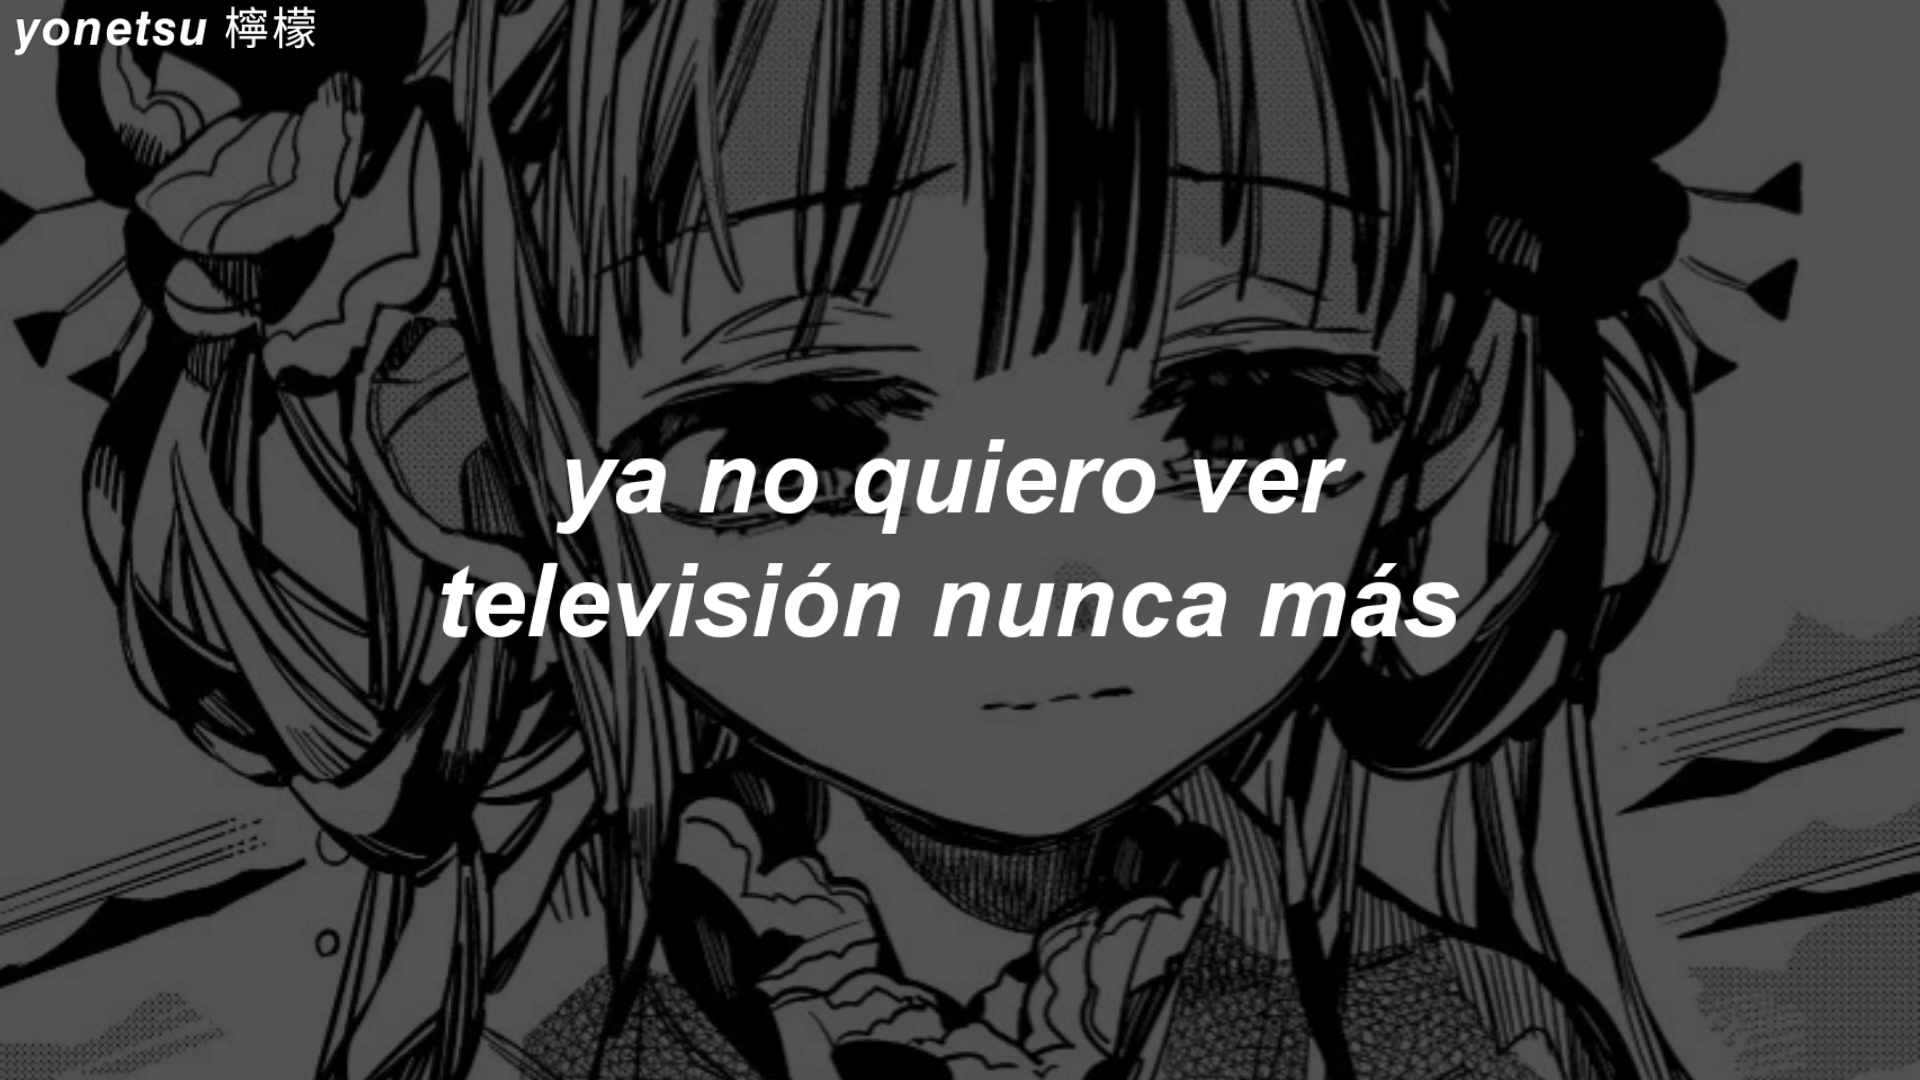 yonetsu 檸檬
ya no quiero ver
televisión nunca más